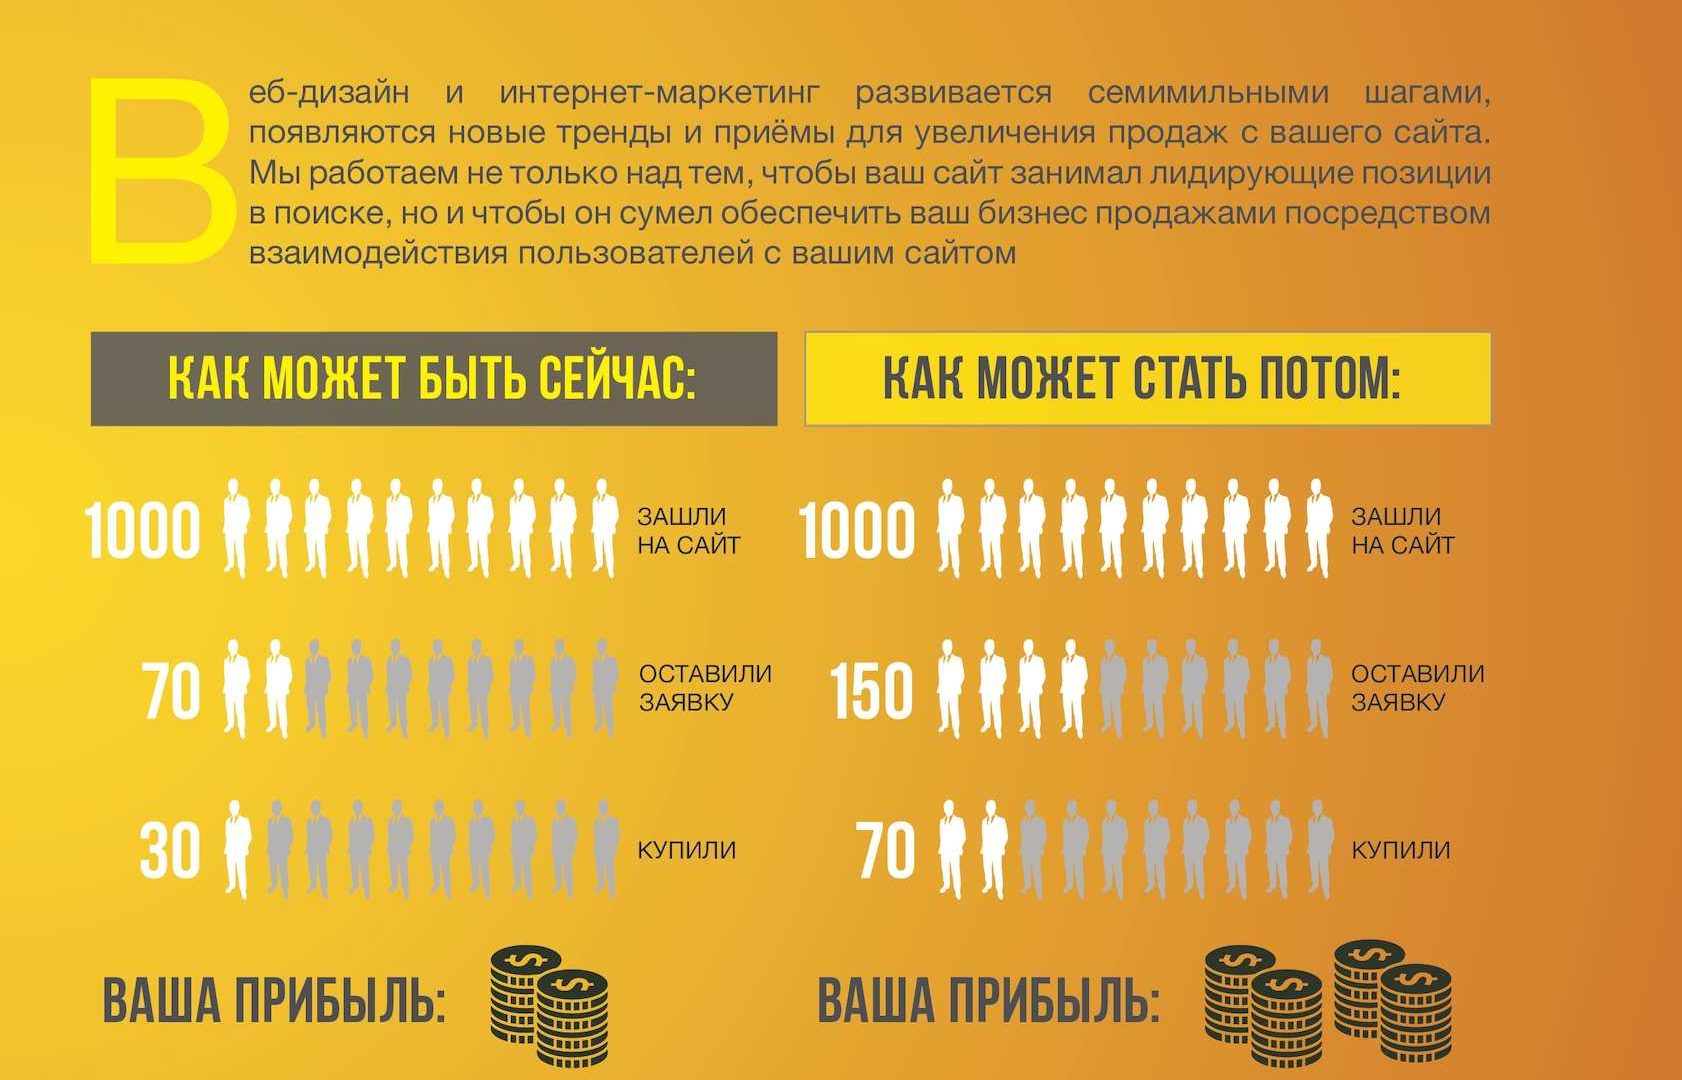 Веб-дизайн и интернет-маркетинг развивается семимильными шагами,
появляются новые тренды и приёмы для увеличения продаж с вашего сайта.
Мы работаем не только над тем, чтобы ваш сайт занимал лидирующие позиции
в поиске, но и чтобы он сумел обеспечить ваш бизнес продажами посредством
взаимодействия пользователей с вашим сайтом
КАК МОЖЕТ БЫТЬ СЕЙЧАС:
1000
ЗАШЛИ
НА САЙТ
70
ОСТАВИЛИ
ЗАЯВКУ
30
КУПИЛИ
ВАША ПРИБЫЛЬ:
$
$
КАК МОЖЕТ СТАТЬ ПОТОМ:
1000
ЗАШЛИ
НА САЙТ
150
ОСТАВИЛИ
ЗАЯВКУ
70
КУПИЛИ
ВАША ПРИБЫЛЬ:
$
$
$
$